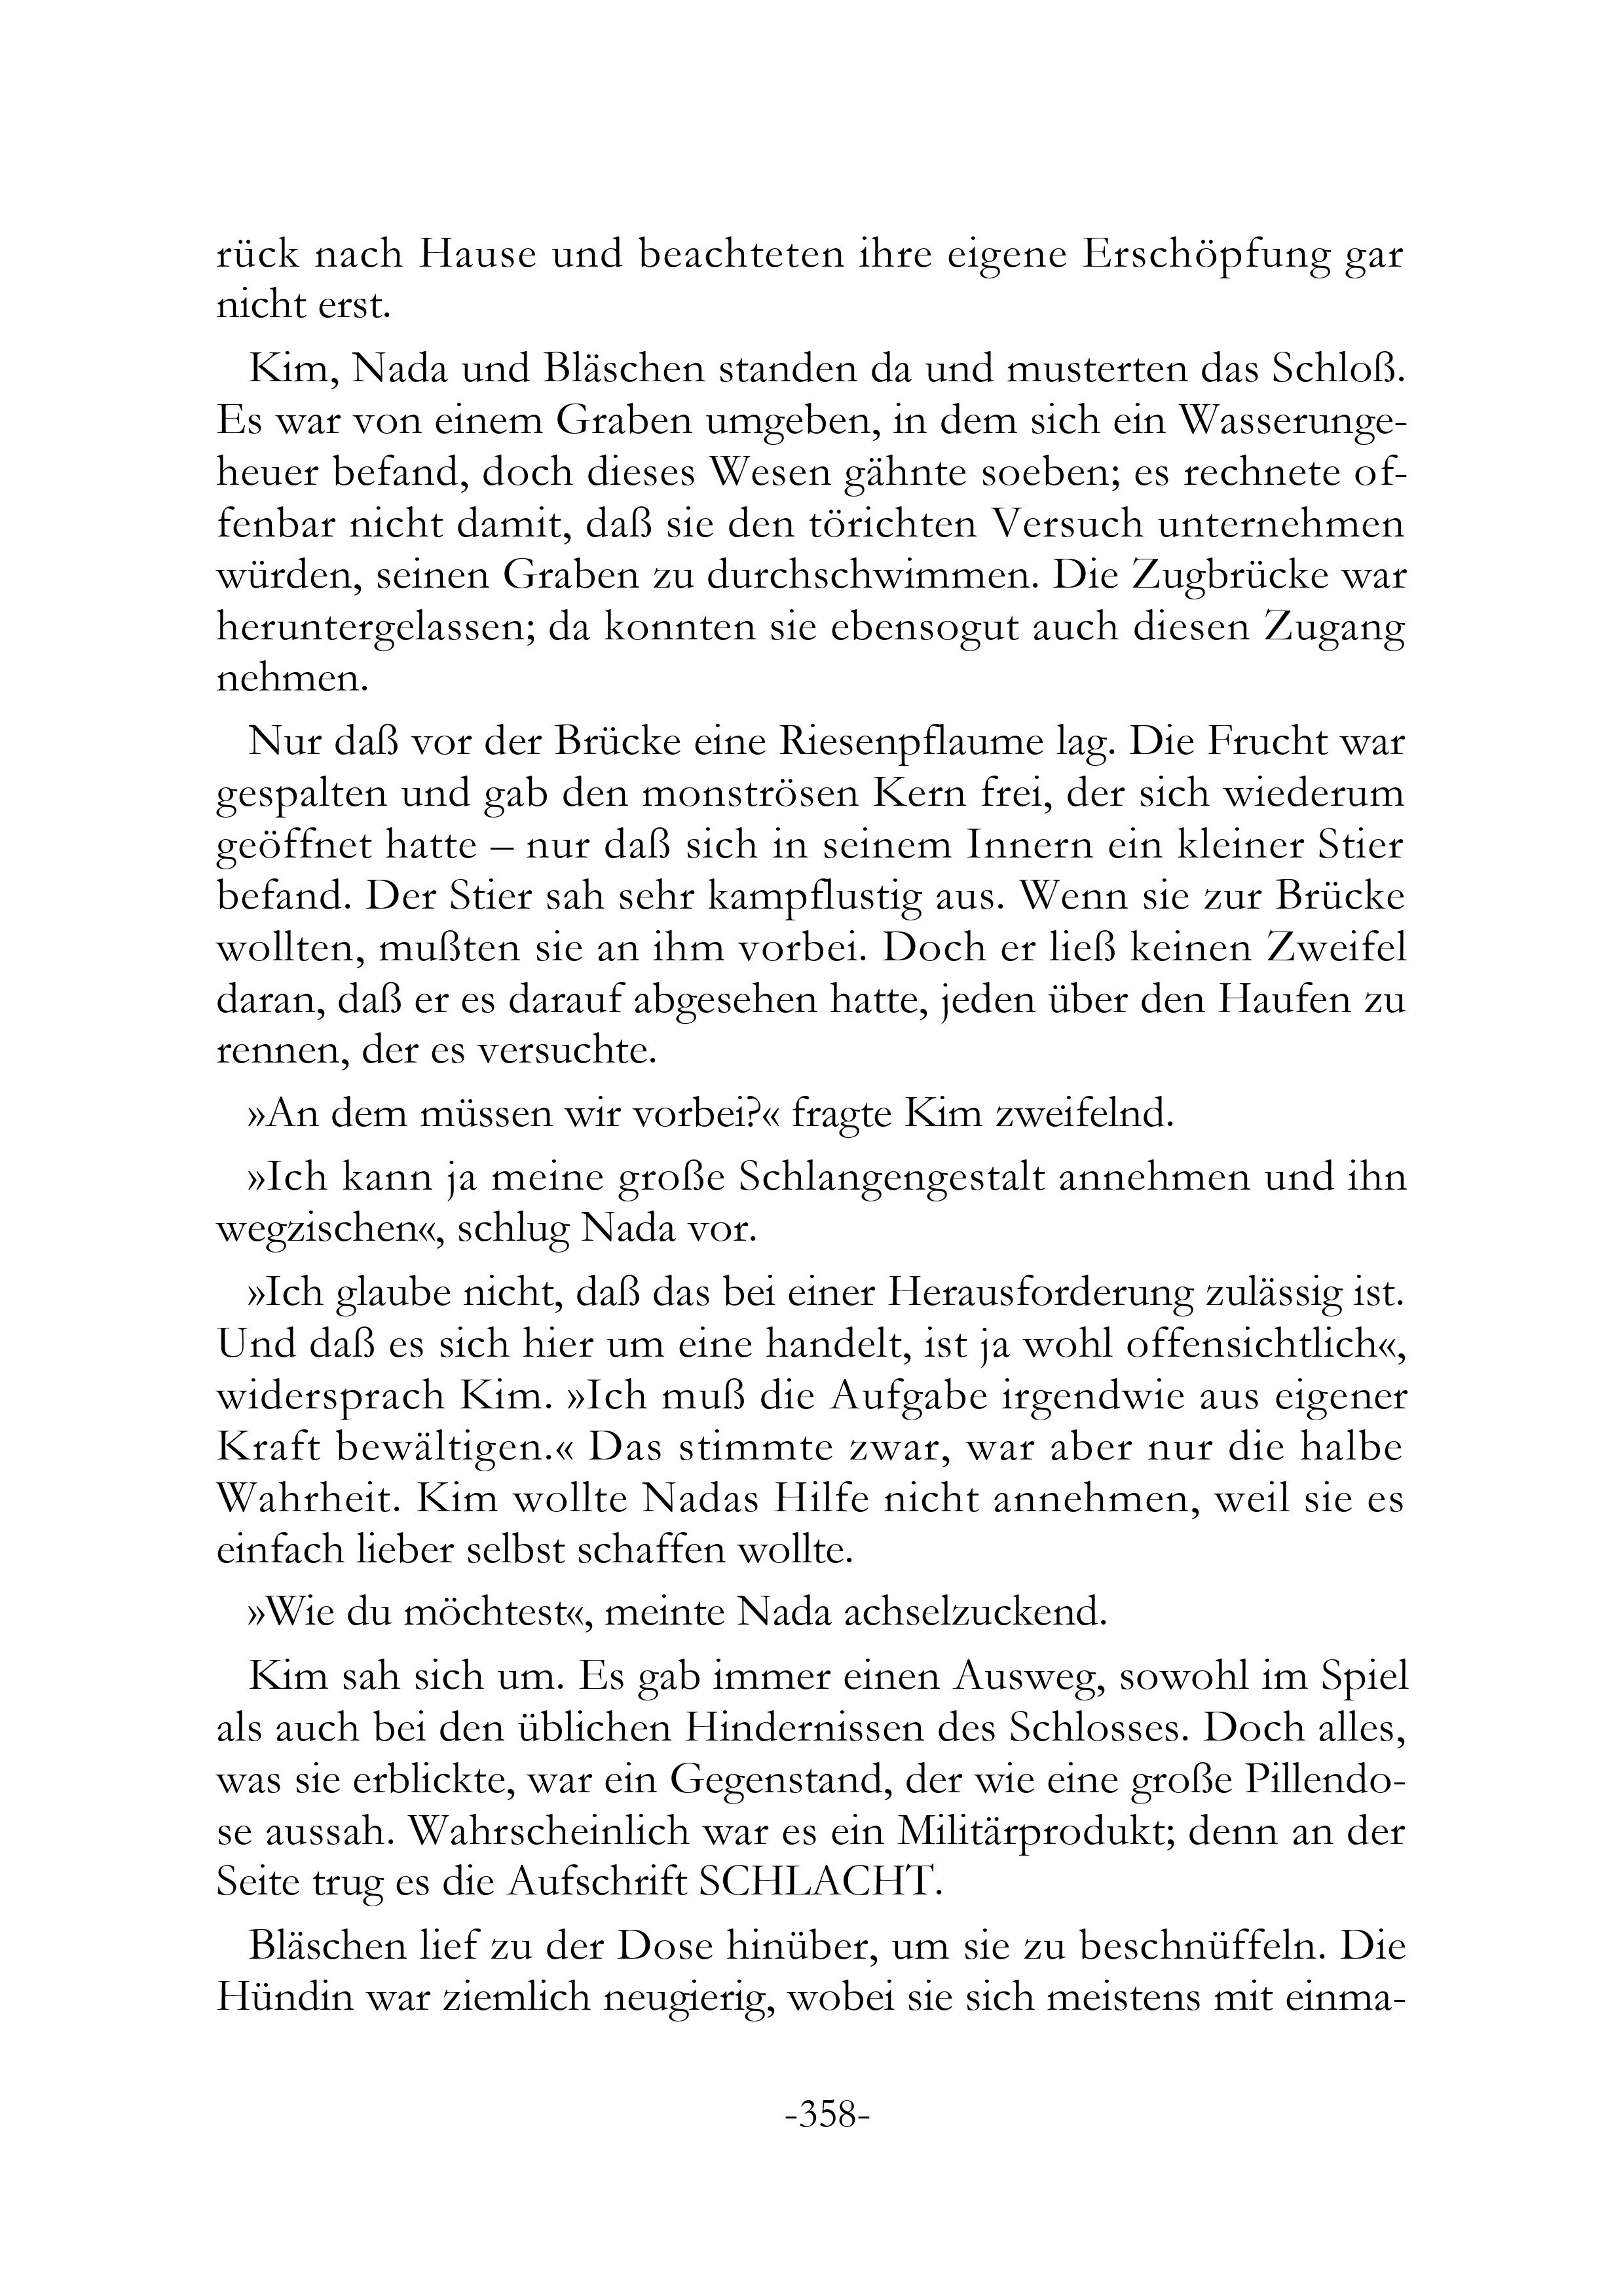 rück nach Hause und beachteten ihre eigene Erschöpfung gar
nicht erst.
Kim, Nada und Bläschen standen da und musterten das Schloß.
Es war von einem Graben umgeben, in dem sich ein Wasserunge-
heuer befand, doch dieses Wesen gähnte soeben; es rechnete of-
fenbar nicht damit, daß sie den törichten Versuch unternehmen
würden, seinen Graben zu durchschwimmen. Die Zugbrücke war
heruntergelassen; da konnten sie ebensogut auch diesen Zugang
nehmen.
Nur daß vor der Brücke eine Riesenpflaume lag. Die Frucht war
gespalten und gab den monströsen Kern frei, der sich wiederum
geöffnet hatte – nur daß sich in seinem Innern ein kleiner Stier
befand. Der Stier sah sehr kampflustig aus. Wenn sie zur Brücke
wollten, mußten sie an ihm vorbei. Doch er ließ keinen Zweifel
daran, daß er es darauf abgesehen hatte, jeden über den Haufen zu
rennen, der es versuchte.
»An dem müssen wir vorbei?« fragte Kim zweifelnd.
»Ich kann ja meine große Schlangengestalt annehmen und ihn
wegzischen«, schlug Nada vor.
»Ich glaube nicht, daß das bei einer Herausforderung zulässig ist.
Und daß es sich hier um eine handelt, ist ja wohl offensichtlich«,
widersprach Kim. »Ich muß die Aufgabe irgendwie aus eigener
Kraft bewältigen.« Das stimmte zwar, war aber nur die halbe
Wahrheit. Kim wollte Nadas Hilfe nicht annehmen, weil sie es
einfach lieber selbst schaffen wollte.
»Wie du möchtest«, meinte Nada achselzuckend.
Kim sah sich um. Es gab immer einen Ausweg, sowohl im Spiel
als auch bei den üblichen Hindernissen des Schlosses. Doch alles,
was sie erblickte, war ein Gegenstand, der wie eine große Pillendo-
se aussah. Wahrscheinlich war es ein Militärprodukt; denn an der
Seite trug es die Aufschrift SCHLACHT.
Bläschen lief zu der Dose hinüber, um sie zu beschnüffeln. Die
Hündin war ziemlich neugierig, wobei sie sich meistens mit einma-
-358-